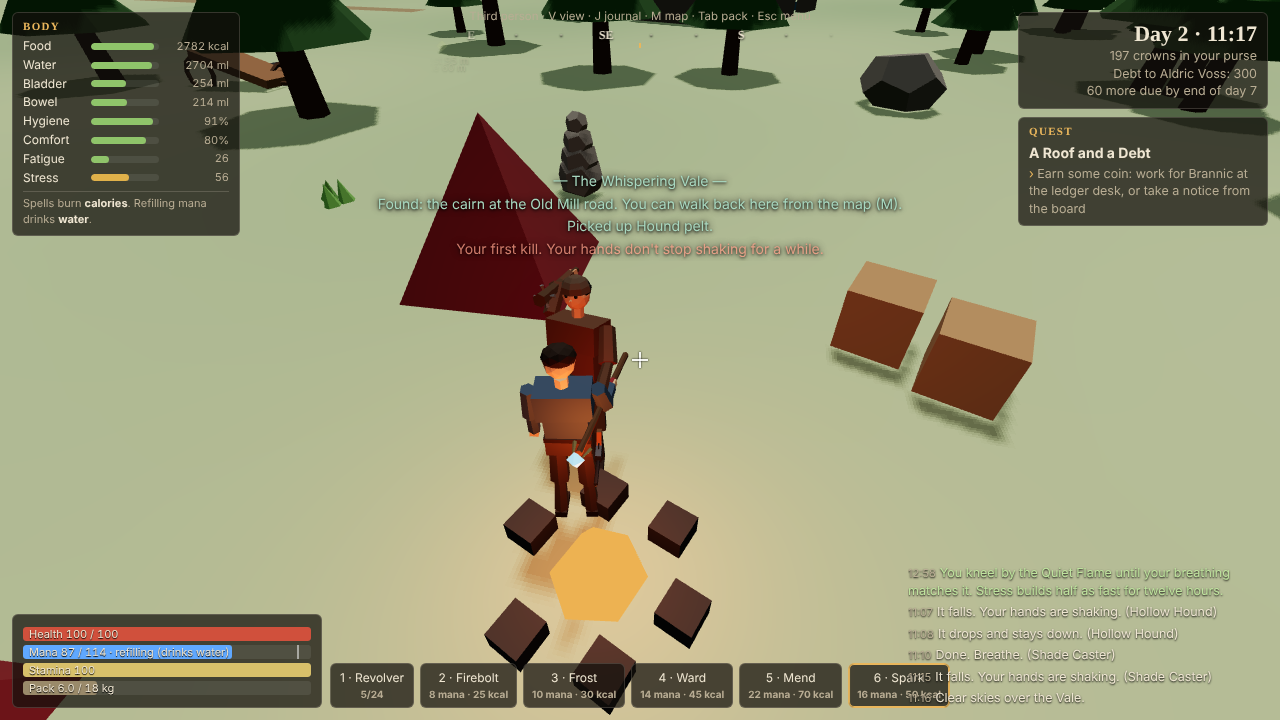 BODY
Food 2782 kcal
Water 2704 ml
Bladder 254 ml
Bowel 214 ml
Hygiene 91%
Comfort 80%
Fatigue 26
Stress 56
Spells burn calories. Refilling mana
drinks water.
V view · J journal · M map · Tab pack · Esc
E SE S
Day 2 · 11:17
197 crowns in your purse
Debt to Aldric Voss: 300
60 more due by end of day 7
QUEST
A Roof and a Debt
› Earn some coin: work for Brannic at
the ledger desk, or take a notice from
the board
— The Whispering Vale —
Found: the cairn at the Old Mill road. You can walk back here from the map (M).
Picked up Hound pelt.
Your first kill. Your hands don't stop shaking for a while.
12:58 You kneel by the Quiet Flame until your breathing
matches it. Stress builds half as fast for twelve hours.
11:07 It falls. Your hands are shaking. (Hollow Hound)
11:08 It drops and stays down. (Hollow Hound)
11:10 Done. Breathe. (Shade Caster)
It falls. Your hands are shaking. (Shade Caster)
Clear skies over the Vale.
Health 100 / 100
Mana 87 / 114 · refilling (drinks water)
Stamina 100
Pack 6.0 / 18 kg
1 · Revolver
5/24
2 · Firebolt
8 mana · 25 kcal
3 · Frost
10 mana · 30 kcal
4 · Ward
14 mana · 45 kcal
5 · Mend
22 mana · 70 kcal
6 · Spark
16 mana · kcal